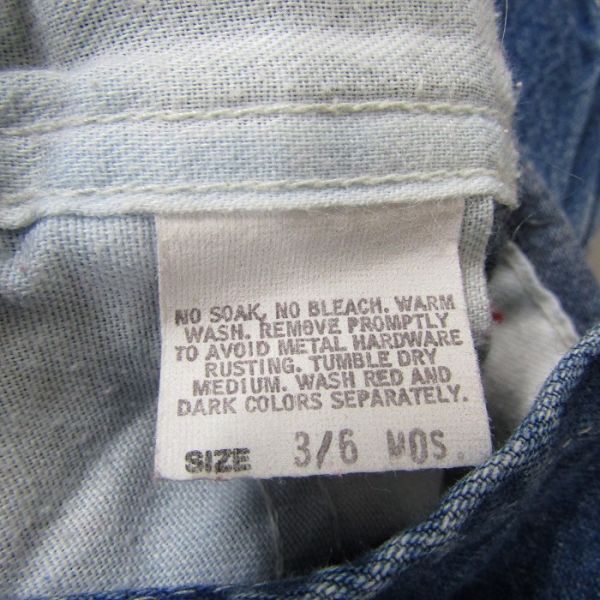 NO SOAK, NO BLEACH. WARM
WASH. REMOVE PROMPTLY
TO AVOID METAL HARDWARE
RUSTING. TUMBLE DRY
MEDIUM. WASH RED AND
DARK COLORS SEPARATELY.
SIZE 3/6 MOS.